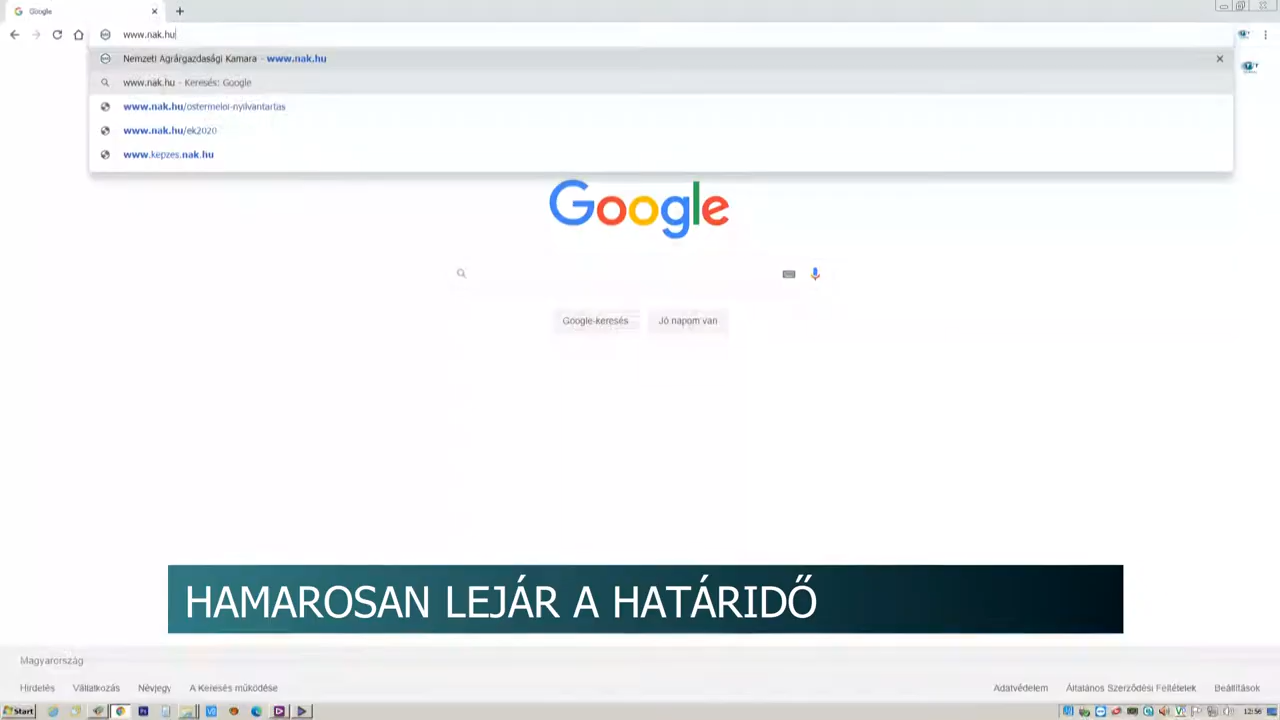 Google
www.nak.hu
Nemzeti Agrárgazdasági Kamara - www.nak.hu
www.nak.hu - Keresés: Google
www.nak.hu/ostermeloi-nyilvantartas
www.nak.hu/ek2020
www.kepzes.nak.hu
Google
Google-keresés
Jó napom van
HAMAROSAN LEJÁR A HATÁRIDŐ
Magyarország
Hirdetés Vállalkozás Névjegy A Keresés működése Adatvédelem Általános Szerződési Feltételek Beállítások
Start 12:56